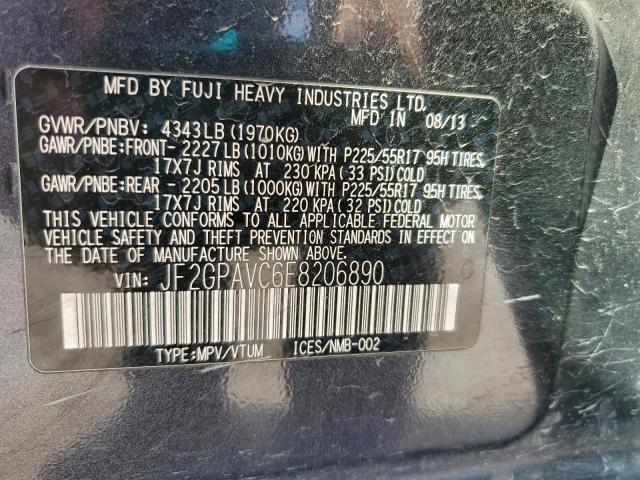 MFD BY FUJI HEAVY INDUSTRIES LTD.
MFD IN 08/13
GVWR/PNBV: 4343LB(1970KG)
GAWR/PNBE:FRONT- 2227LB(1010KG)WITH P225/55R17 95H TIRES,
17X7J RIMS AT 230 KPA(33 PSI)COLD
GAWR/PNBE:REAR - 2205LB(1000KG)WITH P225/55R17 95H TIRES,
17X7J RIMS AT 220 KPA(32 PSI)COLD
THIS VEHICLE CONFORMS TO ALL APPLICABLE FEDERAL MOTOR
VEHICLE SAFETY AND THEFT PREVENTION STANDARDS IN EFFECT ON
THE DATE OF MANUFACTURE SHOWN ABOVE.
VIN: JF2GPAVC6E8206890
TYPE:MPV/VTUM ICES/NMB-002